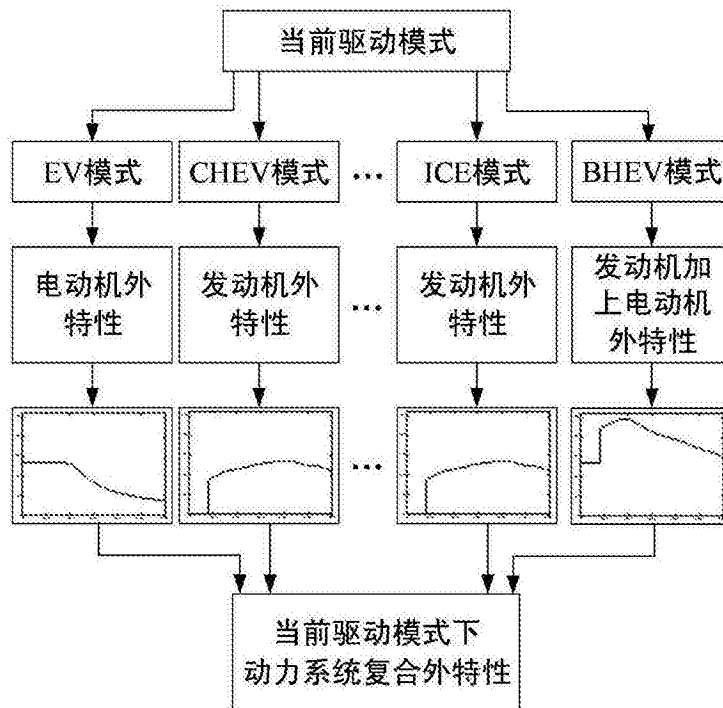 当前驱动模式
EV模式
CHEV模式
...
ICE模式
BHEV模式
电动机外
特性
发动机外
特性
...
发动机外
特性
发动机加
上电动机
外特性
...
当前驱动模式下
动力系统复合外特性